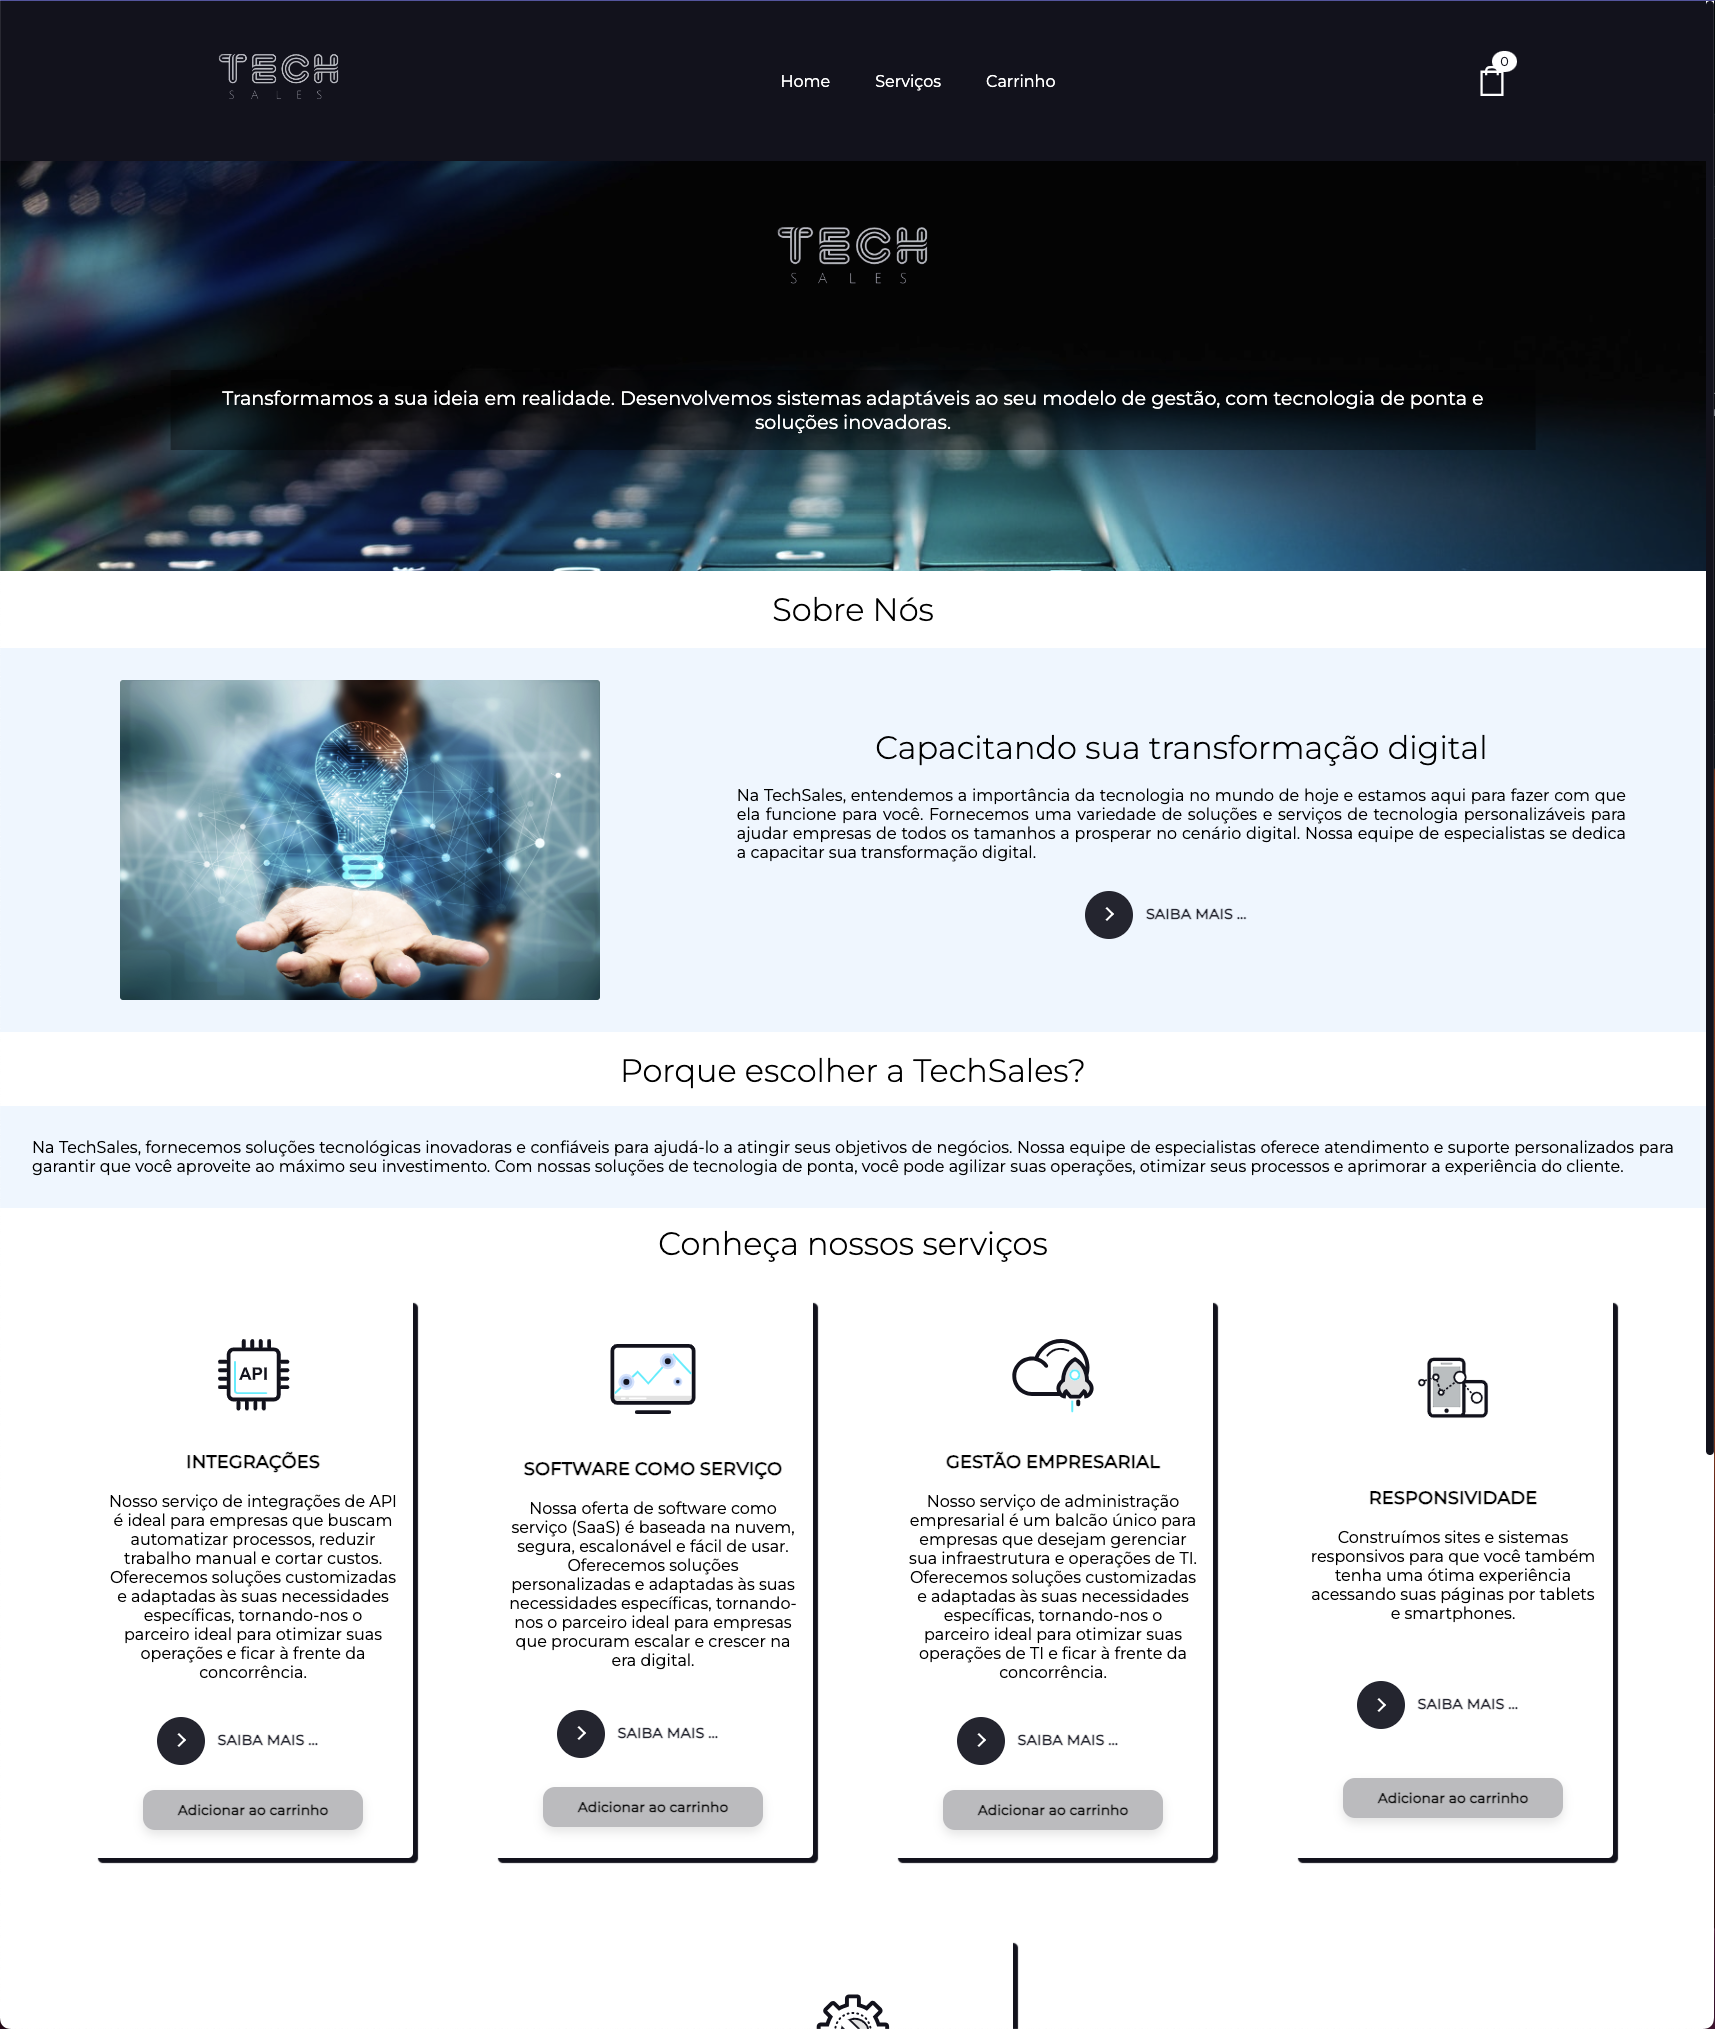 TECH
SALES
Home Serviços Carrinho
0
TECH
SALES
Transformamos a sua ideia em realidade. Desenvolvemos sistemas adaptáveis ao seu modelo de gestão, com tecnologia de ponta e
soluções inovadoras.
Sobre Nós
Capacitando sua transformação digital
Na TechSales, entendemos a importância da tecnologia no mundo de hoje e estamos aqui para fazer com que
ela funcione para você. Fornecemos uma variedade de soluções e serviços de tecnologia personalizáveis para
ajudar empresas de todos os tamanhos a prosperar no cenário digital. Nossa equipe de especialistas se dedica
a capacitar sua transformação digital.
SAIBA MAIS ...
Porque escolher a TechSales?
Na TechSales, fornecemos soluções tecnológicas inovadoras e confiáveis para ajudá-lo a atingir seus objetivos de negócios. Nossa equipe de especialistas oferece atendimento e suporte personalizados para
garantir que você aproveite ao máximo seu investimento. Com nossas soluções de tecnologia de ponta, você pode agilizar suas operações, otimizar seus processos e aprimorar a experiência do cliente.
Conheça nossos serviços
API
INTEGRAÇÕES
Nosso serviço de integrações de API
é ideal para empresas que buscam
automatizar processos, reduzir
trabalho manual e cortar custos.
Oferecemos soluções customizadas
e adaptadas às suas necessidades
específicas, tornando-nos o
parceiro ideal para otimizar suas
operações e ficar à frente da
concorrência.
SAIBA MAIS ...
Adicionar ao carrinho
SOFTWARE COMO SERVIÇO
Nossa oferta de software como
serviço (SaaS) é baseada na nuvem,
segura, escalonável e fácil de usar.
Oferecemos soluções
personalizadas e adaptadas às suas
necessidades específicas, tornando-
nos o parceiro ideal para empresas
que procuram escalar e crescer na
era digital.
SAIBA MAIS ...
Adicionar ao carrinho
GESTÃO EMPRESARIAL
Nosso serviço de administração
empresarial é um balcão único para
empresas que desejam gerenciar
sua infraestrutura e operações de TI.
Oferecemos soluções customizadas
e adaptadas às suas necessidades
específicas, tornando-nos o
parceiro ideal para otimizar suas
operações de TI e ficar à frente da
concorrência.
SAIBA MAIS ...
Adicionar ao carrinho
RESPONSIVIDADE
Construímos sites e sistemas
responsivos para que você também
tenha uma ótima experiência
acessando suas páginas por tablets
e smartphones.
SAIBA MAIS ...
Adicionar ao carrinho